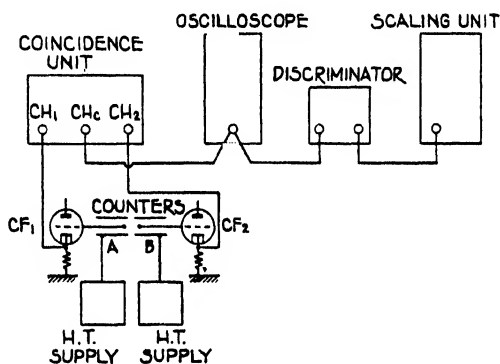 OSCILLOSCOPE
SCALING UNIT
COINCIDENCE
UNIT
DISCRIMINATOR
CH₁ CHc CH₂
COUNTERS
CF₁
CF₂
A
B
H.T.
SUPPLY
H.T.
SUPPLY